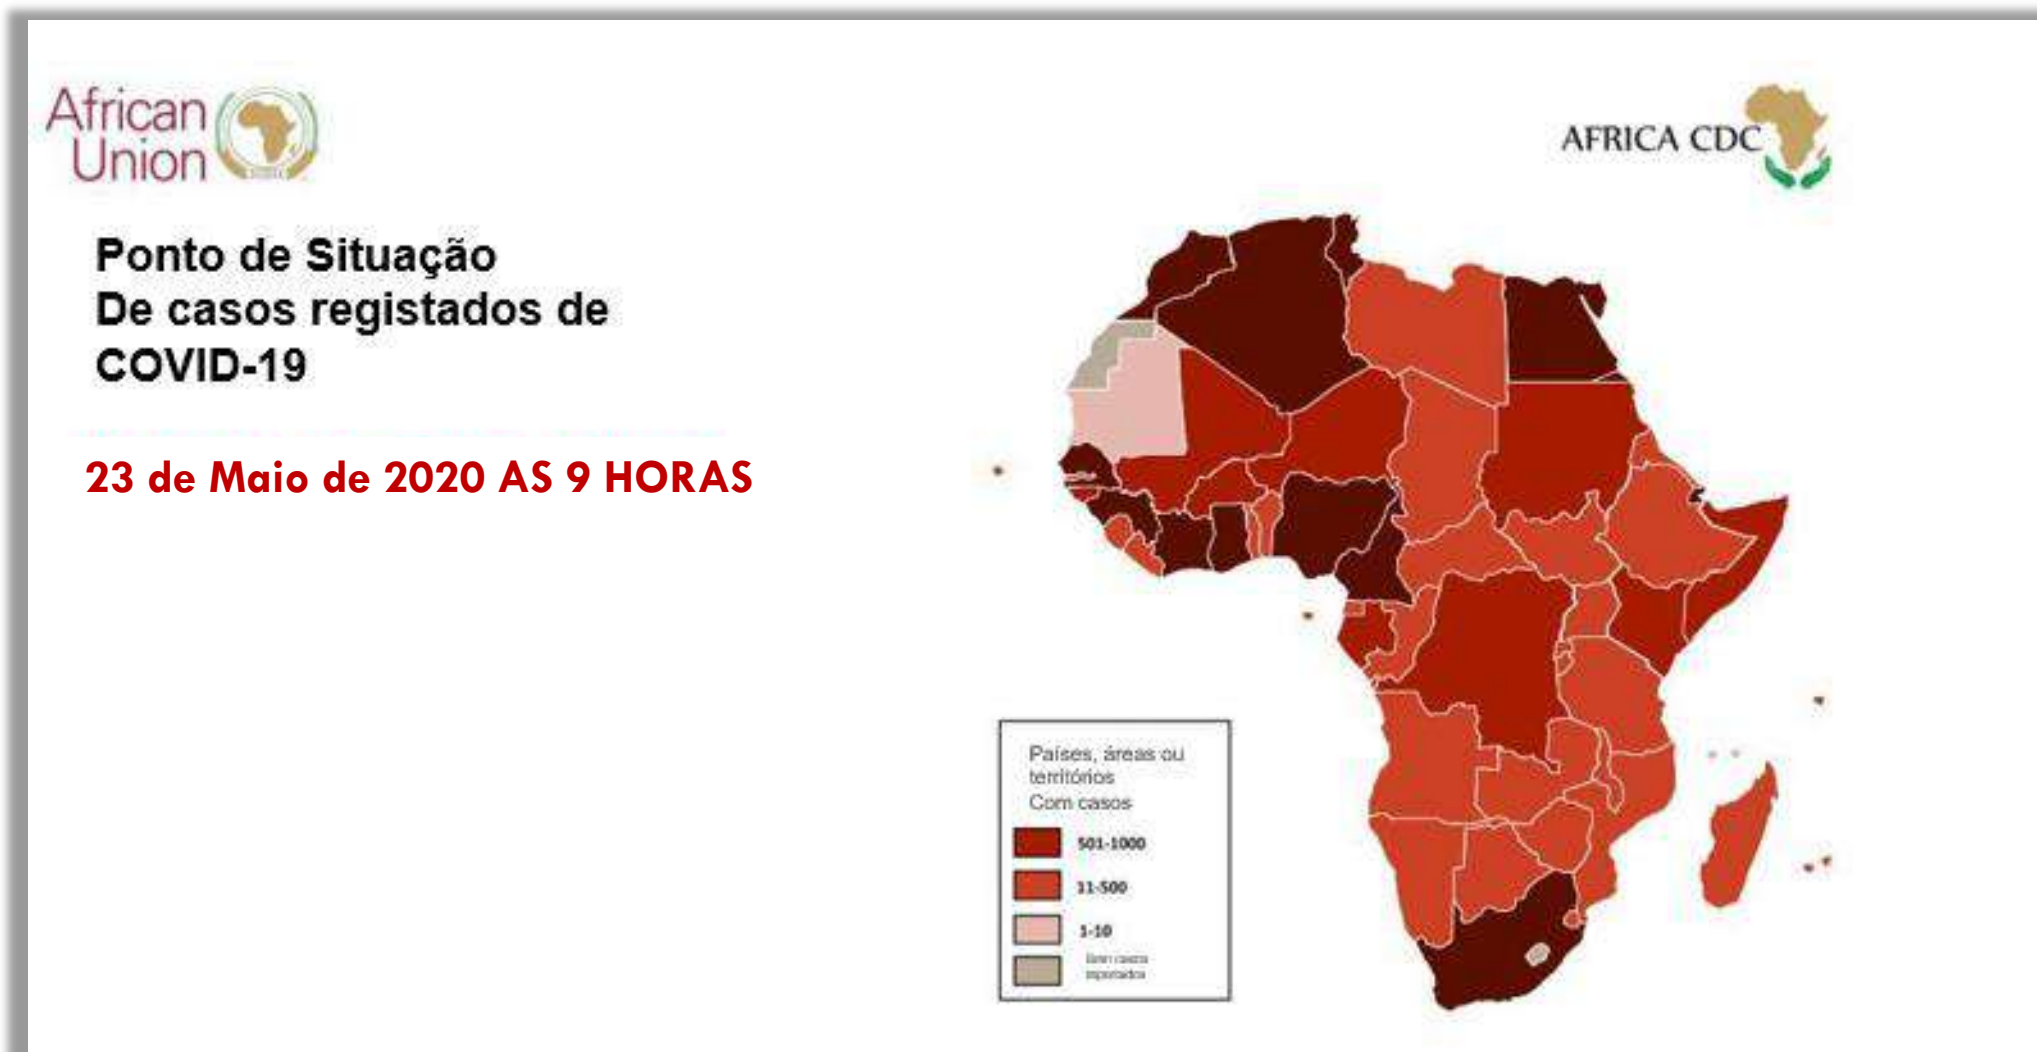 African
Union
AFRICA CDC
Ponto de Situação
De casos registados de
COVID-19
23 de Maio de 2020 AS 9 HORAS
Países, áreas ou
territórios
Com casos
501-1000
11-500
1-10